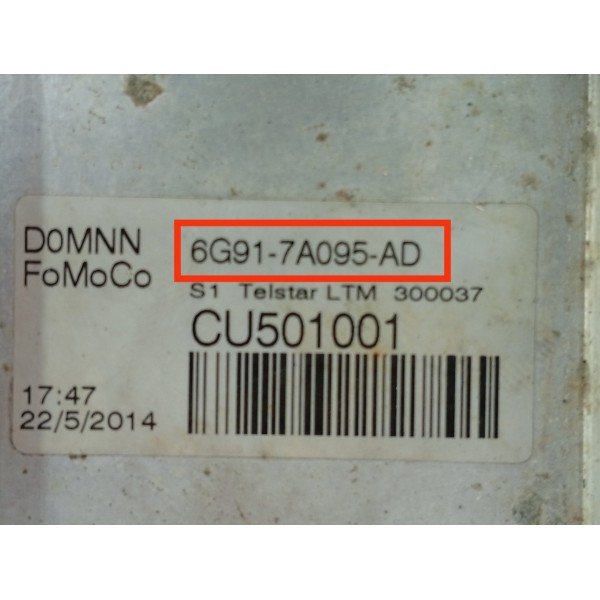 D0MNN 6G91-7A095-AD
FoMoCo S1 Telstar LTM 300037
CU501001
17:47
22/5/2014